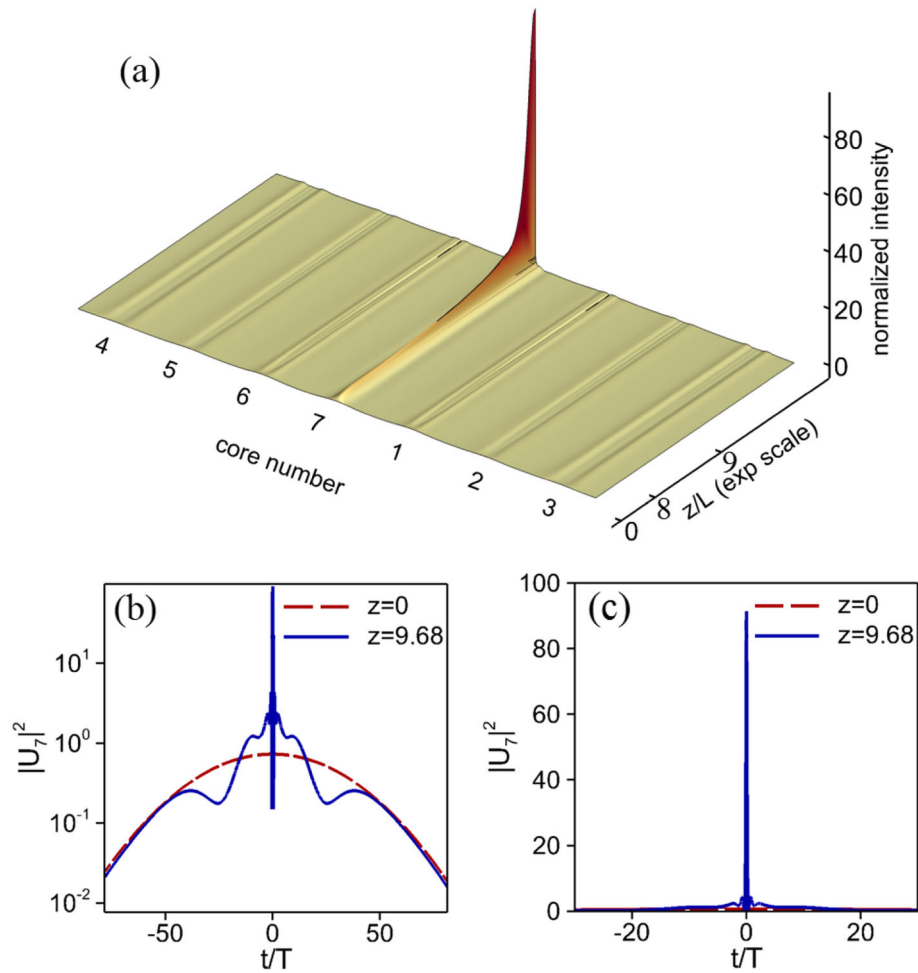 (a)
normalized intensity
80
60
40
20
0
4 5 6 7 1 2 3
core number
0 8 9
z/L (exp scale)
(b)
z=0
z=9.68
|U₇|²
10¹
10⁰
10⁻¹
10⁻²
-50 0 50
t/T
(c)
z=0
z=9.68
|U₇|²
100
80
60
40
20
0
-20 0 20
t/T